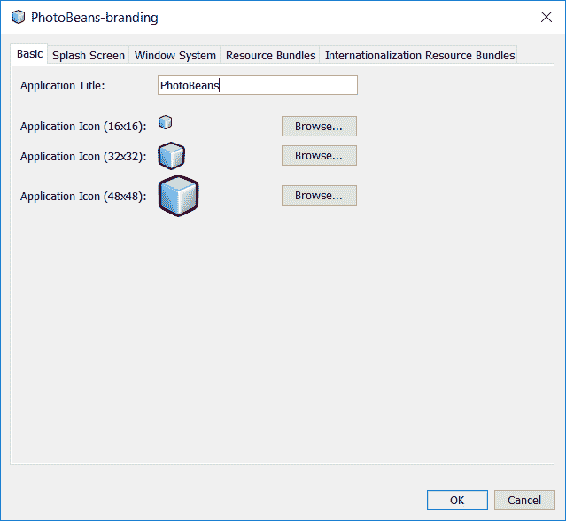 PhotoBeans-branding
Basic Splash Screen Window System Resource Bundles Internationalization Resource Bundles
Application Title: PhotoBeans
Application Icon (16x16): Browse...
Application Icon (32x32): Browse...
Application Icon (48x48): Browse...
OK Cancel